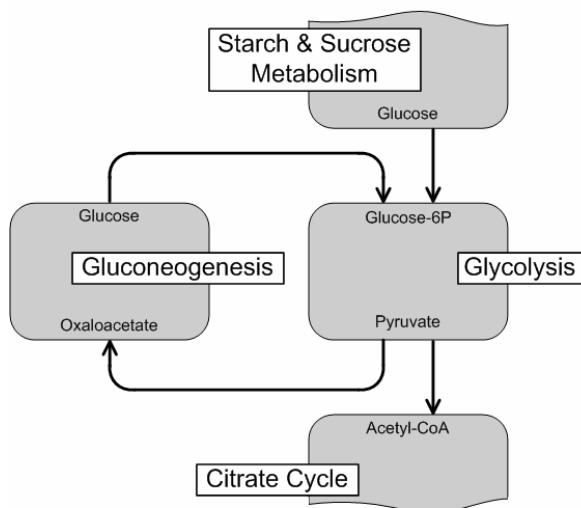 Starch & Sucrose
Metabolism
Glucose
Glucose
Glucose-6P
Gluconeogenesis
Glycolysis
Oxaloacetate
Pyruvate
Acetyl-CoA
Citrate Cycle